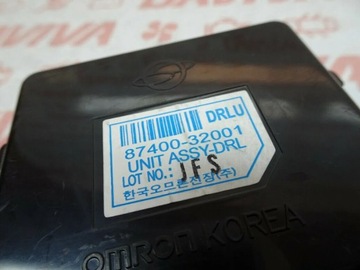 DRLU
87400-32001
UNIT ASSY-DRL
LOT NO.: JFS
한국오므론전장(주)
OMRON KOREA